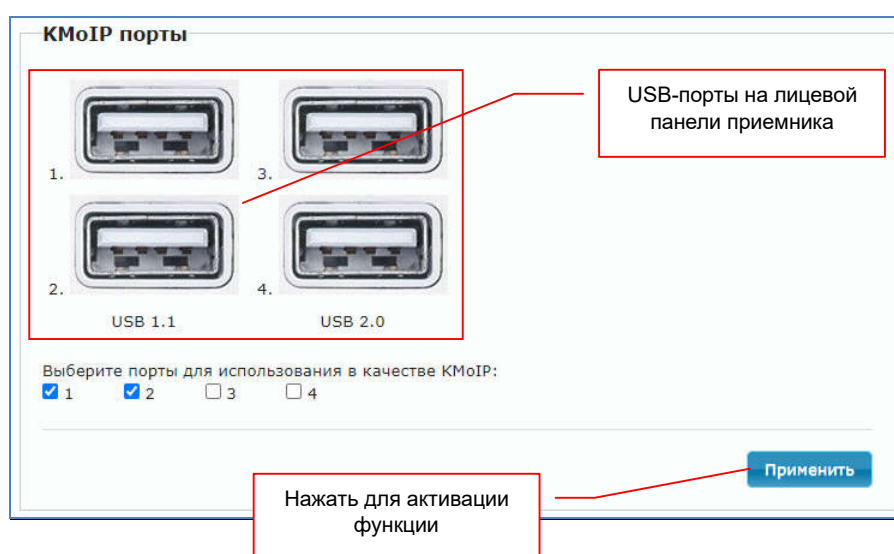 KMoIP порты
USB-порты на лицевой
панели приемника
1.
3.
2.
4.
USB 1.1
USB 2.0
Выберите порты для использования в качестве KMoIP:
1 2 3 4
Применить
Нажать для активации
функции